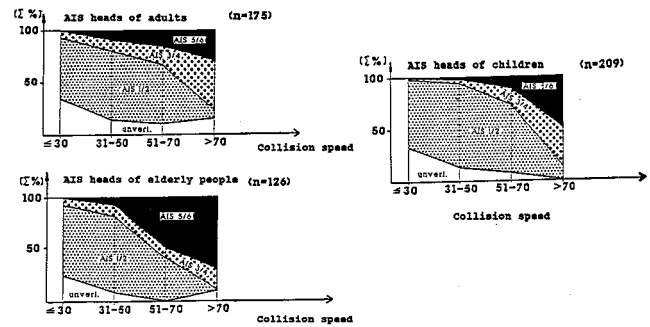 [Σ %]
AIS heads of adults (n=175)
100
50
AIS 5/6
AIS 3/4
AIS 1/2
unverl.
≤30 31-50 51-70 >70
Collision speed
[Σ%]
AIS heads of children (n=209)
100
50
AIS 5/6
AIS 3/4
AIS 1/2
unverl.
≤30 31-50 51-70 >70
Collision speed
[Σ%]
AIS heads of elderly people (n=126)
100
50
AIS 5/6
AIS 3/4
AIS 1/2
unverl.
≤30 31-50 51-70 >70
Collision speed